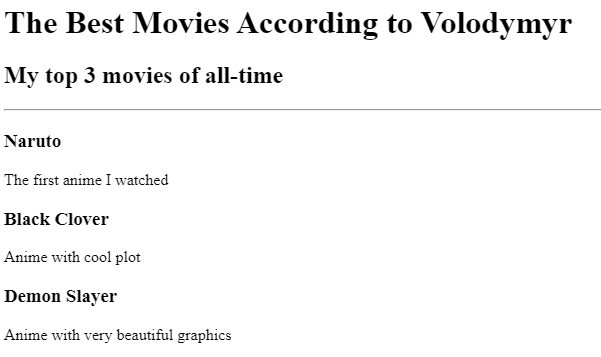 The Best Movies According to Volodymyr
My top 3 movies of all-time
Naruto
The first anime I watched
Black Clover
Anime with cool plot
Demon Slayer
Anime with very beautiful graphics